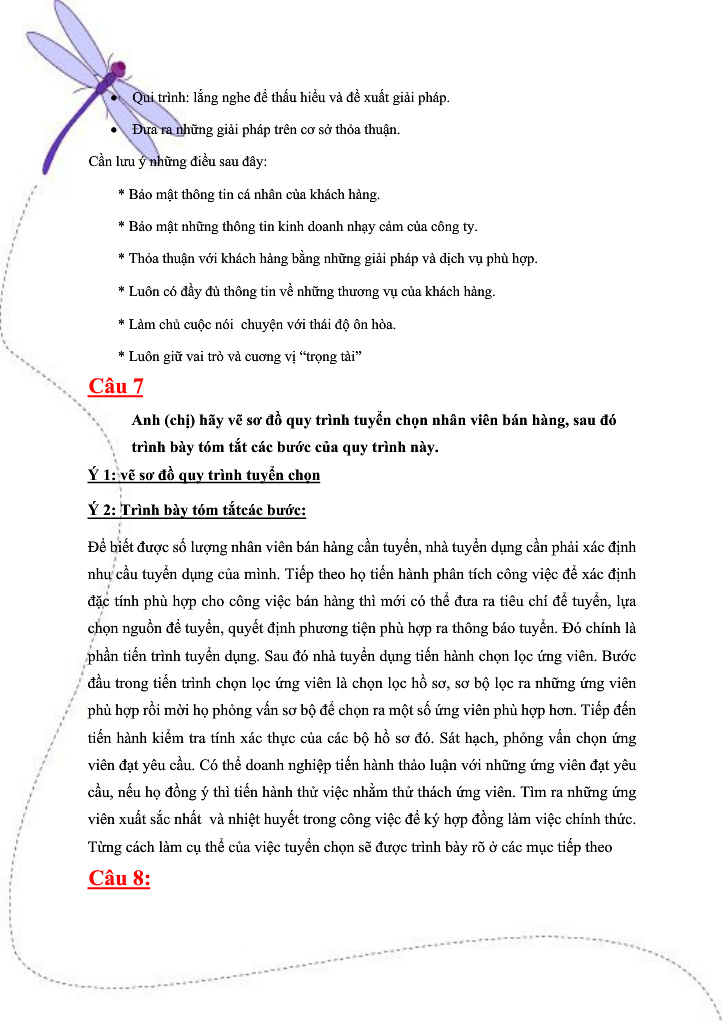 • Qui trình: lắng nghe để thấu hiểu và đề xuất giải pháp.
• Đưa ra những giải pháp trên cơ sở thỏa thuận.
Cần lưu ý những điều sau đây:
* Bảo mật thông tin cá nhân của khách hàng.
* Bảo mật những thông tin kinh doanh nhạy cảm của công ty.
* Thỏa thuận với khách hàng bằng những giải pháp và dịch vụ phù hợp.
* Luôn có đầy đủ thông tin về những thương vụ của khách hàng.
* Làm chủ cuộc nói chuyện với thái độ ôn hòa.
* Luôn giữ vai trò và cuơng vị “trọng tài”
Câu 7
Anh (chị) hãy vẽ sơ đồ quy trình tuyển chọn nhân viên bán hàng, sau đó
trình bày tóm tắt các bước của quy trình này.
Ý 1: vẽ sơ đồ quy trình tuyển chọn
Ý 2: Trình bày tóm tắtcác bước:
Để biết được số lượng nhân viên bán hàng cần tuyển, nhà tuyển dụng cần phải xác định
nhu cầu tuyển dụng của mình. Tiếp theo họ tiến hành phân tích công việc để xác định
đặc tính phù hợp cho công việc bán hàng thì mới có thể đưa ra tiêu chí để tuyển, lựa
chọn nguồn để tuyển, quyết định phương tiện phù hợp ra thông báo tuyển. Đó chính là
phần tiến trình tuyển dụng. Sau đó nhà tuyển dụng tiến hành chọn lọc ứng viên. Bước
đầu trong tiến trình chọn lọc ứng viên là chọn lọc hồ sơ, sơ bộ lọc ra những ứng viên
phù hợp rồi mời họ phỏng vấn sơ bộ để chọn ra một số ứng viên phù hợp hơn. Tiếp đến
tiến hành kiểm tra tính xác thực của các bộ hồ sơ đó. Sát hạch, phỏng vấn chọn ứng
viên đạt yêu cầu. Có thể doanh nghiệp tiến hành thảo luận với những ứng viên đạt yêu
cầu, nếu họ đồng ý thì tiến hành thử việc nhằm thử thách ứng viên. Tìm ra những ứng
viên xuất sắc nhất và nhiệt huyết trong công việc để ký hợp đồng làm việc chính thức.
Từng cách làm cụ thể của việc tuyển chọn sẽ được trình bày rõ ở các mục tiếp theo
Câu 8: